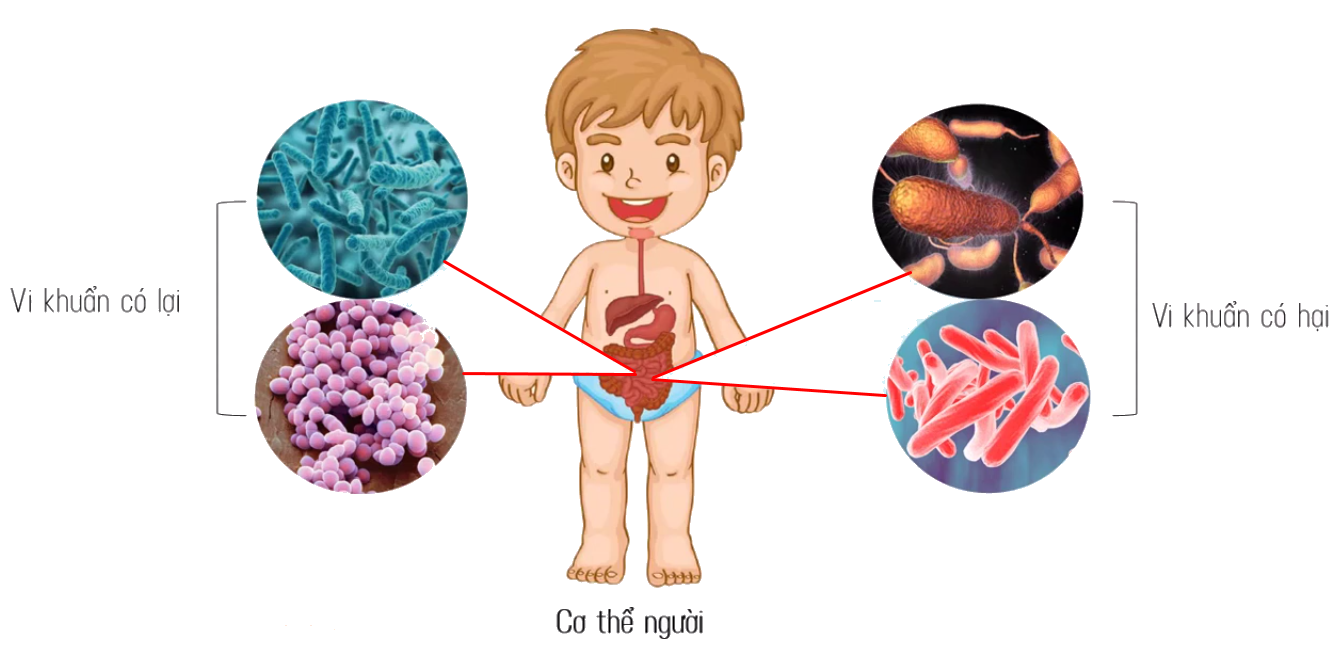 Vi khuẩn có lợi
Vi khuẩn có hại
Cơ thể người